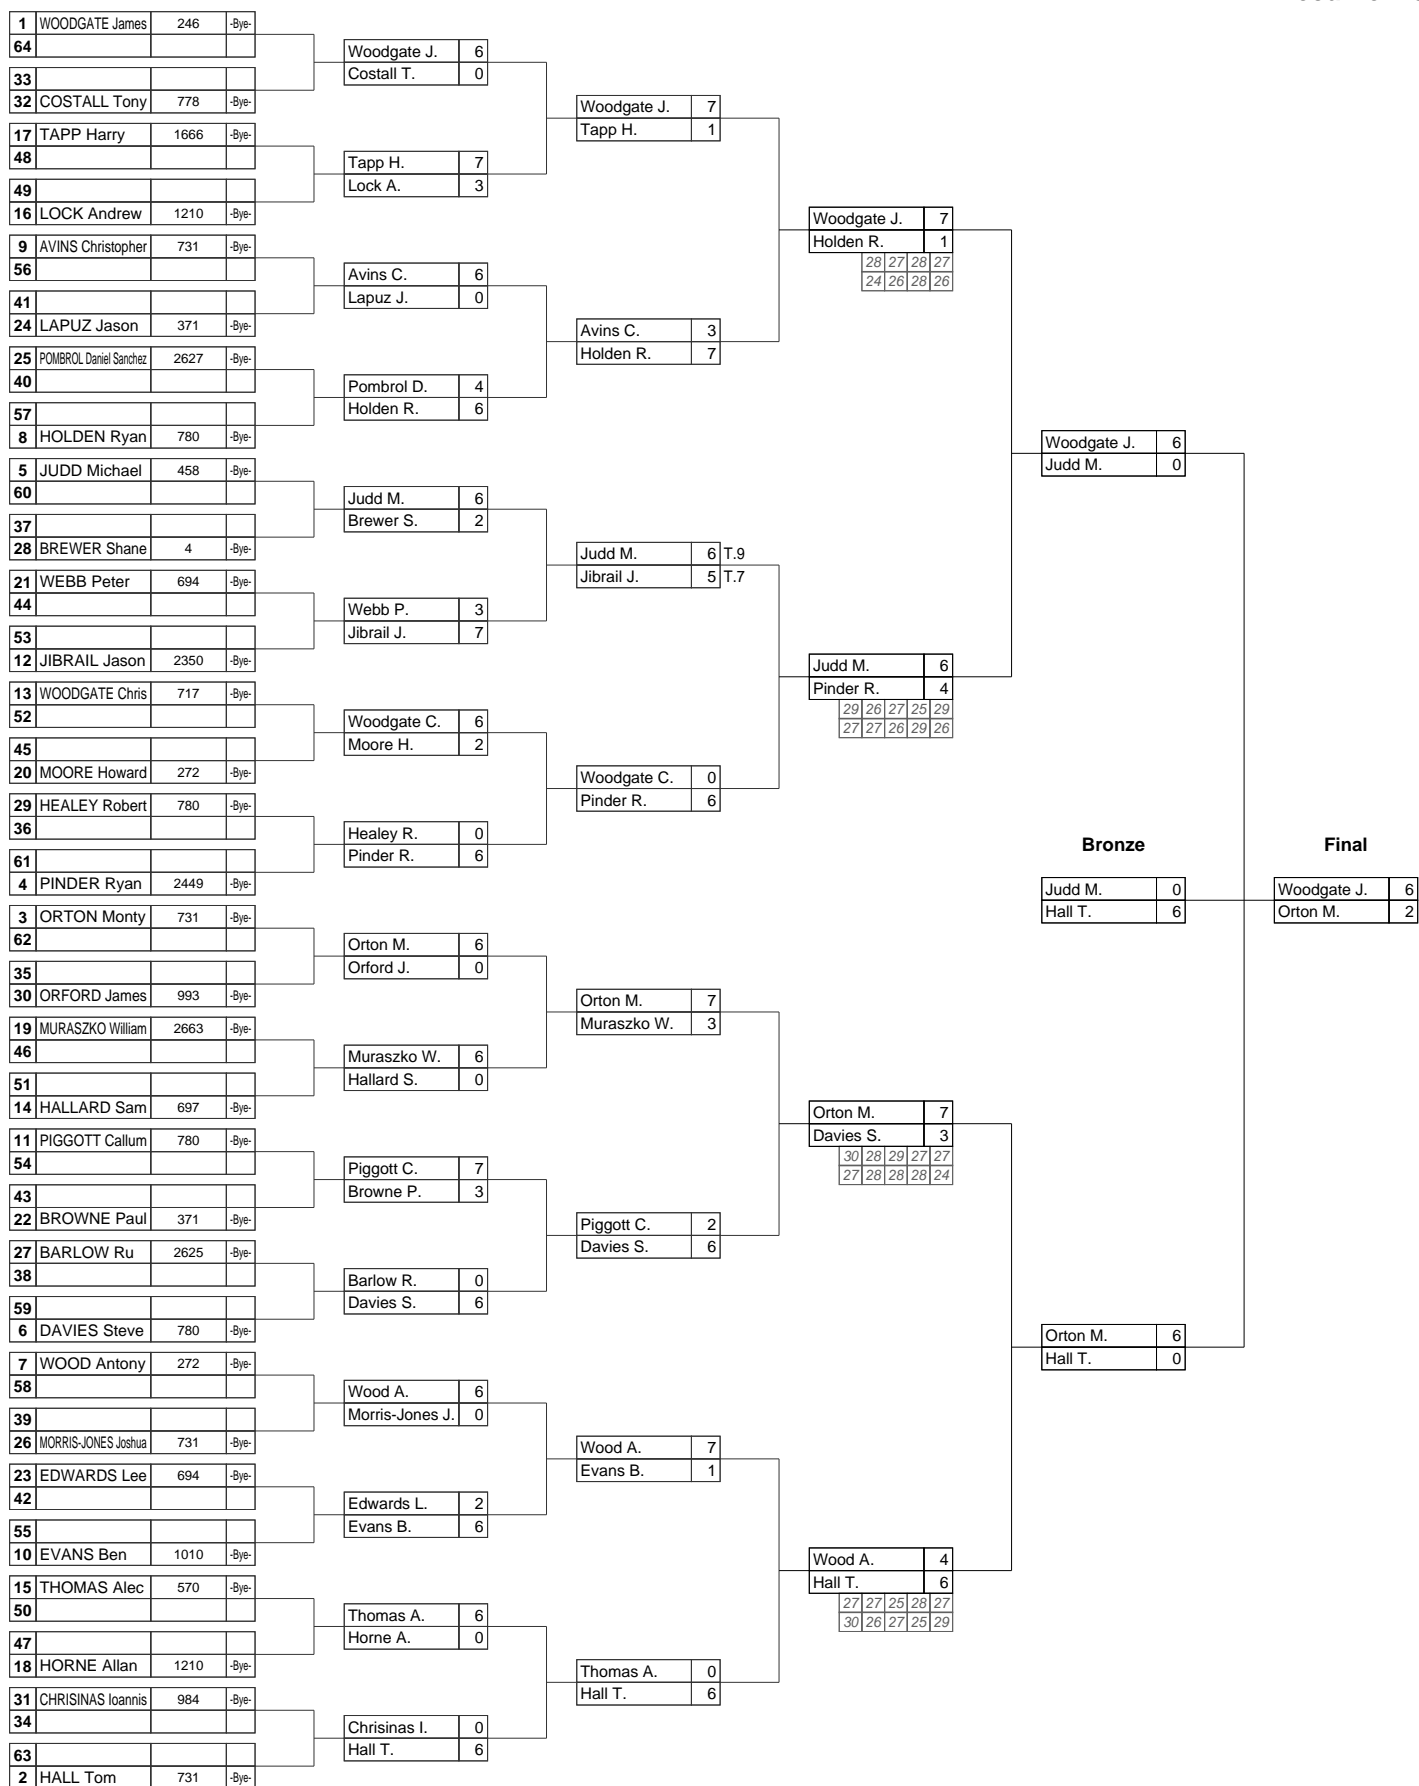 1 WOODGATE James 246 -Bye-
64
33
32 COSTALL Tony 778 -Bye-
17 TAPP Harry 1666 -Bye-
48
49
16 LOCK Andrew 1210 -Bye-
9 AVINS Christopher 731 -Bye-
56
41
24 LAPUZ Jason 371 -Bye-
25 POMBROL Daniel Sanchez 2627 -Bye-
40
57
8 HOLDEN Ryan 780 -Bye-
5 JUDD Michael 458 -Bye-
60
37
28 BREWER Shane 4 -Bye-
21 WEBB Peter 694 -Bye-
44
53
12 JIBRAIL Jason 2350 -Bye-
13 WOODGATE Chris 717 -Bye-
52
45
20 MOORE Howard 272 -Bye-
29 HEALEY Robert 780 -Bye-
36
61
4 PINDER Ryan 2449 -Bye-
3 ORTON Monty 731 -Bye-
62
35
30 ORFORD James 993 -Bye-
19 MURASZKO William 2663 -Bye-
46
51
14 HALLARD Sam 697 -Bye-
11 PIGGOTT Callum 780 -Bye-
54
43
22 BROWNE Paul 371 -Bye-
27 BARLOW Ru 2625 -Bye-
38
59
6 DAVIES Steve 780 -Bye-
7 WOOD Antony 272 -Bye-
58
39
26 MORRIS-JONES Joshua 731 -Bye-
23 EDWARDS Lee 694 -Bye-
42
55
10 EVANS Ben 1010 -Bye-
15 THOMAS Alec 570 -Bye-
50
47
18 HORNE Allan 1210 -Bye-
31 CHRISINAS Ioannis 984 -Bye-
34
63
2 HALL Tom 731 -Bye-
Woodgate J. 6
Costall T. 0
Tapp H. 7
Lock A. 3
Avins C. 6
Lapuz J. 0
Pombrol D. 4
Holden R. 6
Judd M. 6
Brewer S. 2
Webb P. 3
Jibrail J. 7
Woodgate C. 6
Moore H. 2
Healey R. 0
Pinder R. 6
Orton M. 6
Orford J. 0
Muraszko W. 6
Hallard S. 0
Piggott C. 7
Browne P. 3
Barlow R. 0
Davies S. 6
Wood A. 6
Morris-Jones J. 0
Edwards L. 2
Evans B. 6
Thomas A. 6
Horne A. 0
Chrisinas I. 0
Hall T. 6
Woodgate J. 7
Tapp H. 1
Avins C. 3
Holden R. 7
Judd M. 6 T.9
Jibrail J. 5 T.7
Woodgate C. 0
Pinder R. 6
Orton M. 7
Muraszko W. 3
Piggott C. 2
Davies S. 6
Wood A. 7
Evans B. 1
Thomas A. 0
Hall T. 6
Woodgate J. 7
Holden R. 1
28 27 28 27
24 26 28 26
Judd M. 6
Pinder R. 4
29 26 27 25 29
27 27 26 29 26
Orton M. 7
Davies S. 3
30 28 29 27 27
27 28 28 28 24
Wood A. 4
Hall T. 6
27 27 25 28 27
30 26 27 25 29
Woodgate J. 6
Judd M. 0
Orton M. 6
Hall T. 0
Bronze
Judd M. 0
Hall T. 6
Final
Woodgate J. 6
Orton M. 2